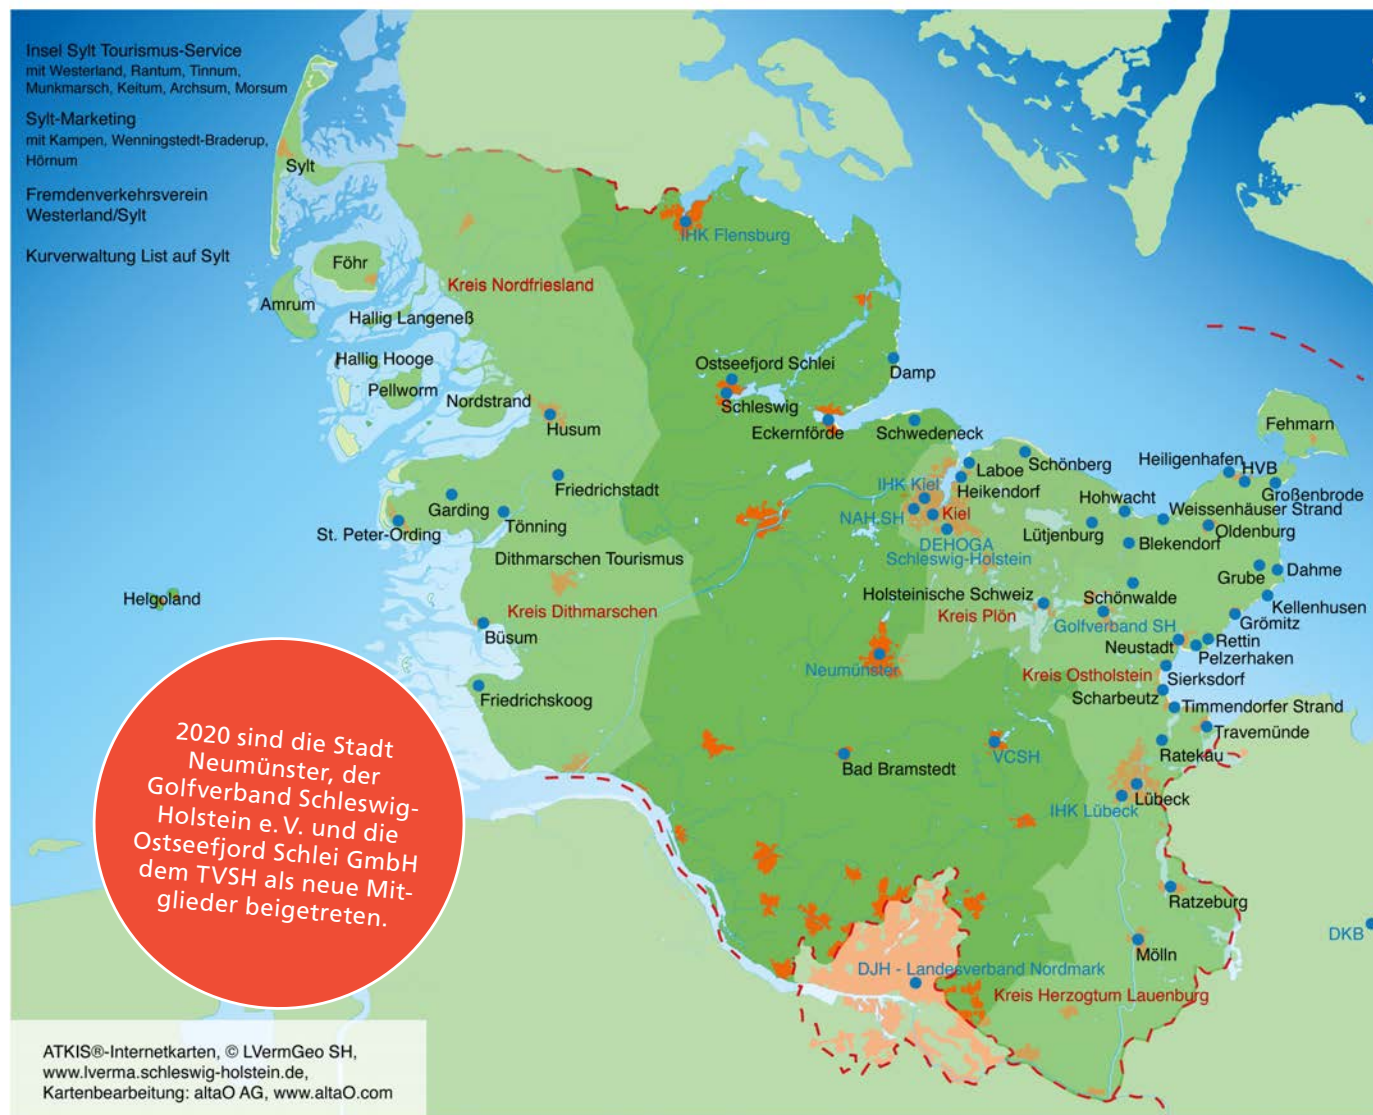 Insel Sylt Tourismus-Service
mit Westerland, Rantum, Tinnum,
Munkmarsch, Keitum, Archsum, Morsum
Sylt-Marketing
mit Kampen, Wenningstedt-Braderup,
Hörnum
Fremdenverkehrsverein
Westerland/Sylt
Kurverwaltung List auf Sylt
Sylt
Föhr
Amrum
Hallig Langeneß
Hallig Hooge
Pellworm
Nordstrand
Kreis Nordfriesland
IHK Flensburg
Husum
Friedrichstadt
Garding
Tönning
St. Peter-Ording
Dithmarschen Tourismus
Kreis Dithmarschen
Helgoland
Büsum
Friedrichskoog
Ostseefjord Schlei
Schleswig
Damp
Eckernförde
Schwedeneck
Fehmarn
Laboe
Schönberg
Heikendorf
IHK Kiel
NAH.SH
Kiel
DEHOGA
Schleswig-Holstein
Heiligenhafen
HVB
Großenbrode
Hohwacht
Weissenhäuser Strand
Lütjenburg
Oldenburg
Blekendorf
Grube
Dahme
Holsteinische Schweiz
Schönwalde
Kellenhusen
Kreis Plön
Golfverband SH
Grömitz
Neustadt
Rettin
Pelzerhaken
Neumünster
Kreis Ostholstein
Sierksdorf
Scharbeutz
Timmendorfer Strand
Travemünde
Ratekau
VCSH
Bad Bramstedt
Lübeck
IHK Lübeck
Ratzeburg
Mölln
DKB
DJH - Landesverband Nordmark
Kreis Herzogtum Lauenburg
2020 sind die Stadt
Neumünster, der
Golfverband Schleswig-
Holstein e. V. und die
Ostseefjord Schlei GmbH
dem TVSH als neue Mit-
glieder beigetreten.
ATKIS®-Internetkarten, © LVermGeo SH,
www.lverma.schleswig-holstein.de,
Kartenbearbeitung: altaO AG, www.altaO.com